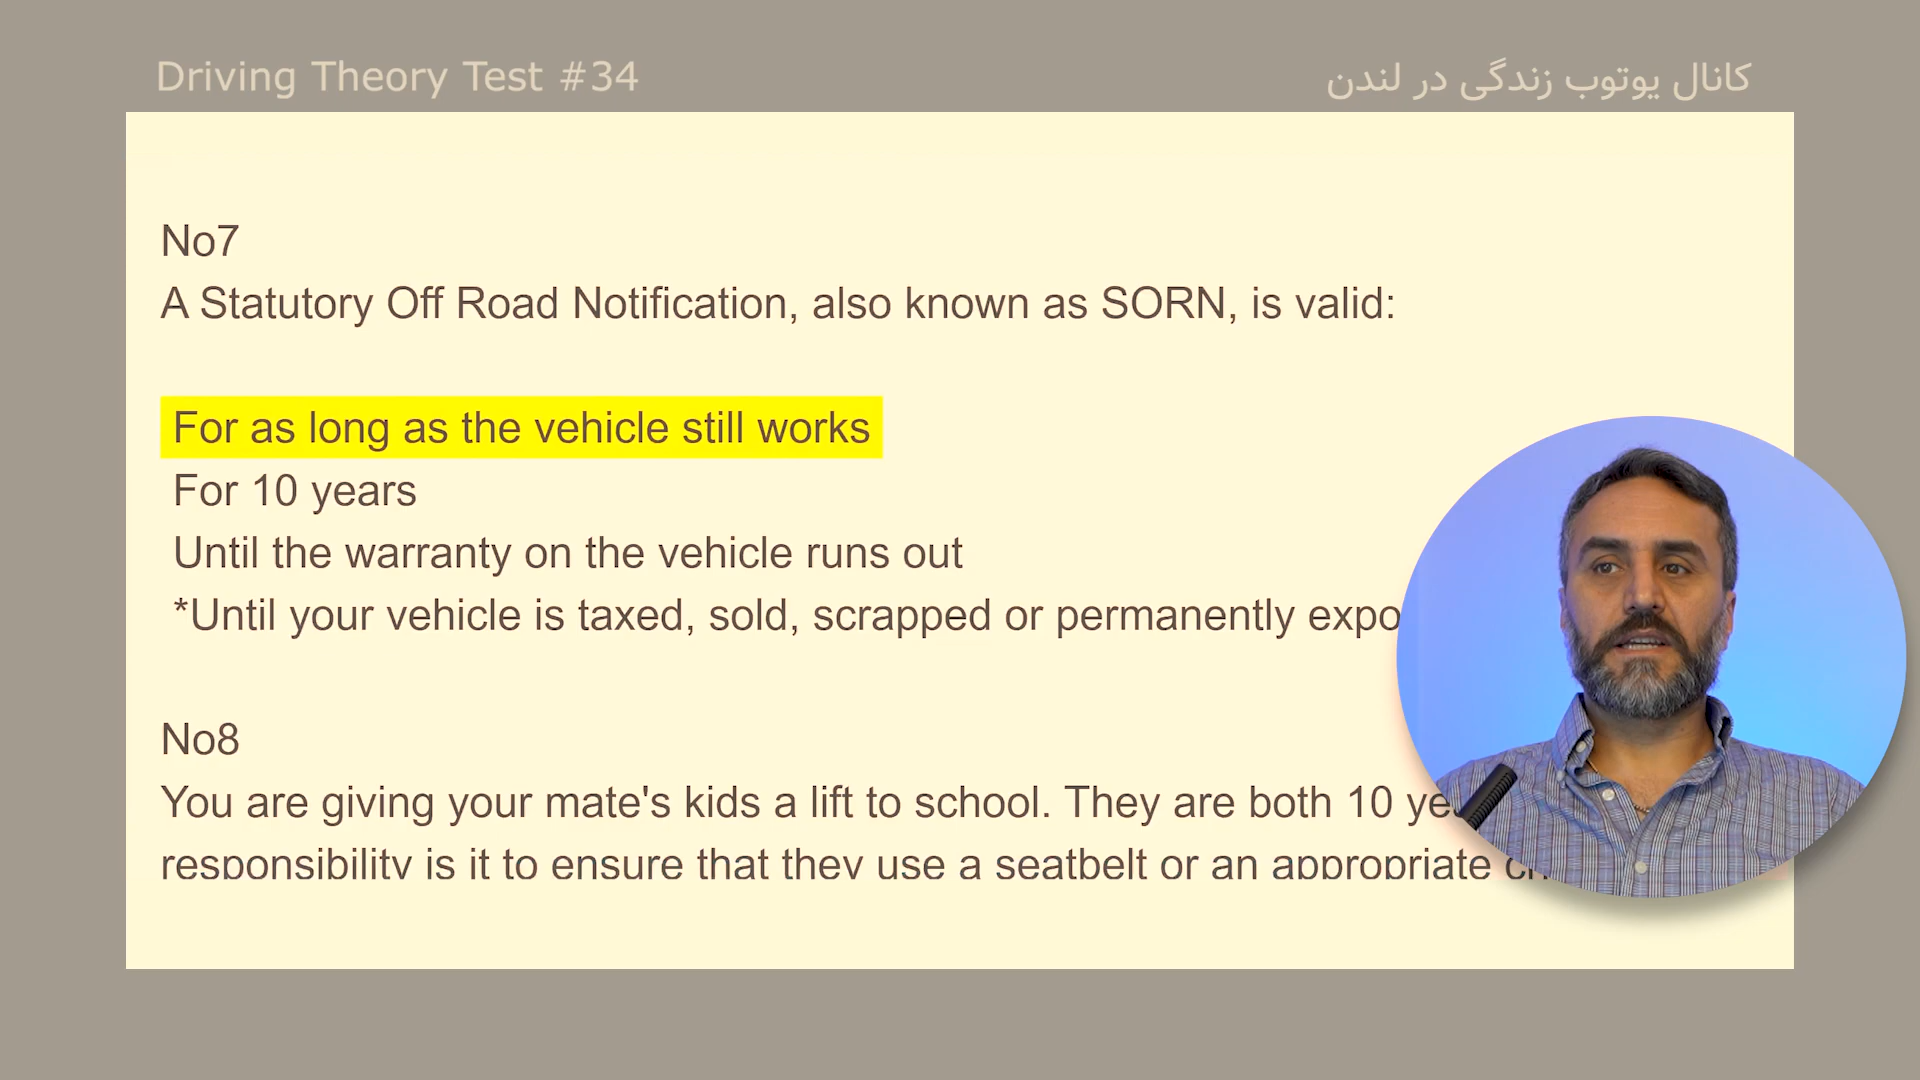 Driving Theory Test #34
کانال یوتوب زندگی در لندن
No7
A Statutory Off Road Notification, also known as SORN, is valid:
For as long as the vehicle still works
For 10 years
Until the warranty on the vehicle runs out
*Until your vehicle is taxed, sold, scrapped or permanently
No8
You are giving your mate's kids a lift to school. They are both 10
responsibility is it to ensure that they use a seatbelt or an appropriate